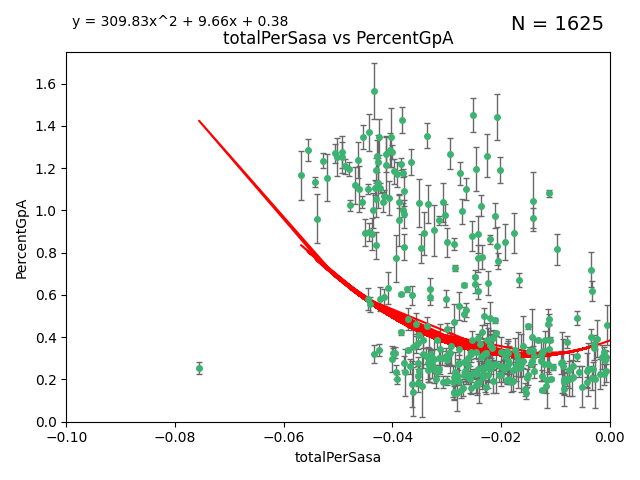 y = 309.83x^2 + 9.66x + 0.38
N = 1625
totalPerSasa vs PercentGpA
PercentGpA
1.6
1.4
1.2
1.0
0.8
0.6
0.4
0.2
0.0
−0.10 −0.08 −0.06 −0.04 −0.02 0.00
totalPerSasa